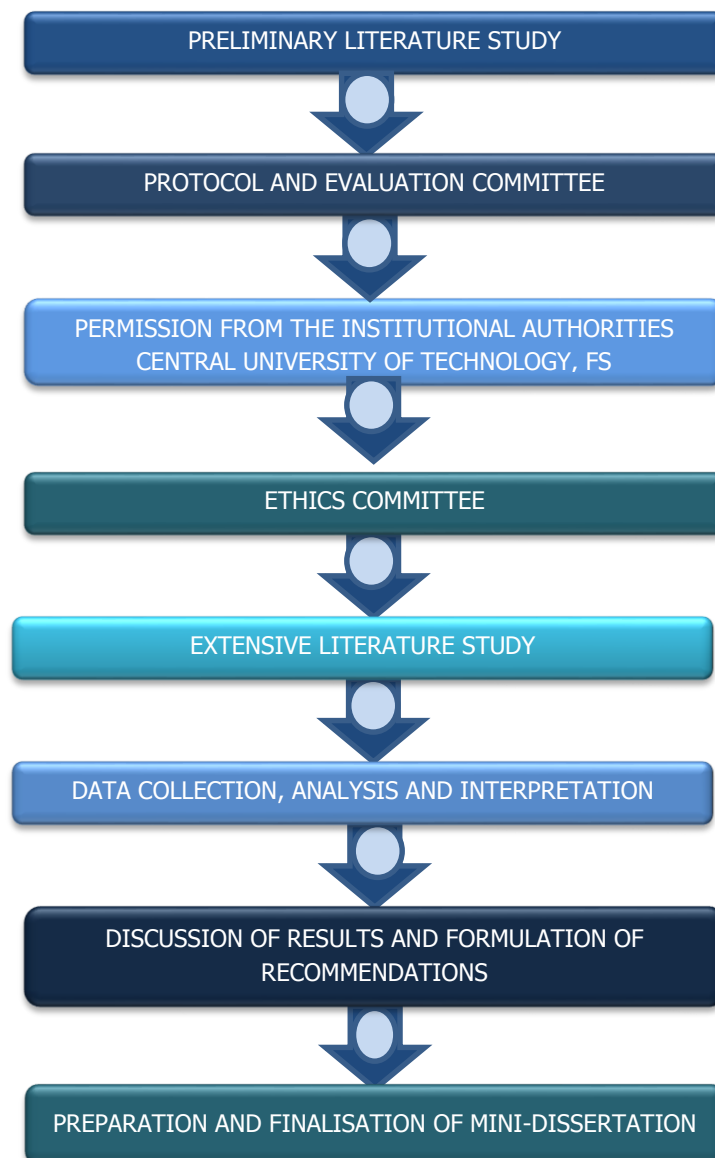 PRELIMINARY LITERATURE STUDY
PROTOCOL AND EVALUATION COMMITTEE
PERMISSION FROM THE INSTITUTIONAL AUTHORITIES
CENTRAL UNIVERSITY OF TECHNOLOGY, FS
ETHICS COMMITTEE
EXTENSIVE LITERATURE STUDY
DATA COLLECTION, ANALYSIS AND INTERPRETATION
DISCUSSION OF RESULTS AND FORMULATION OF
RECOMMENDATIONS
PREPARATION AND FINALISATION OF MINI-DISSERTATION